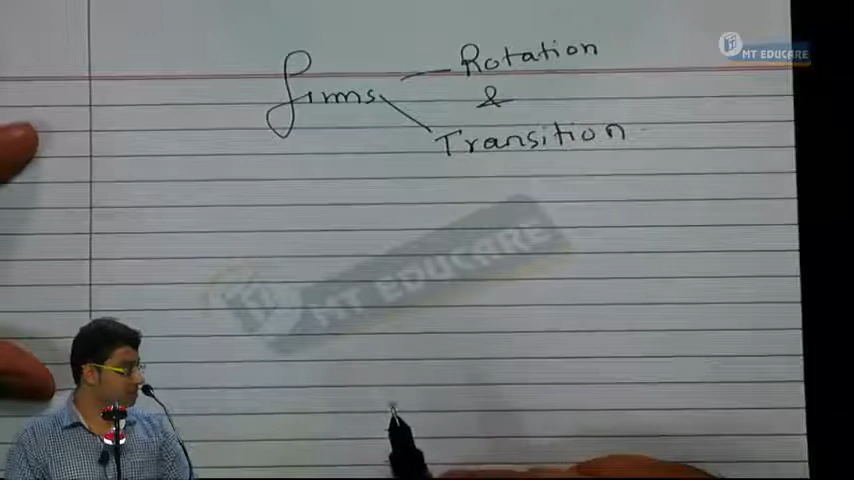 MT EDUCARE
Rotation
firms
&
Transition
MT EDUCARE